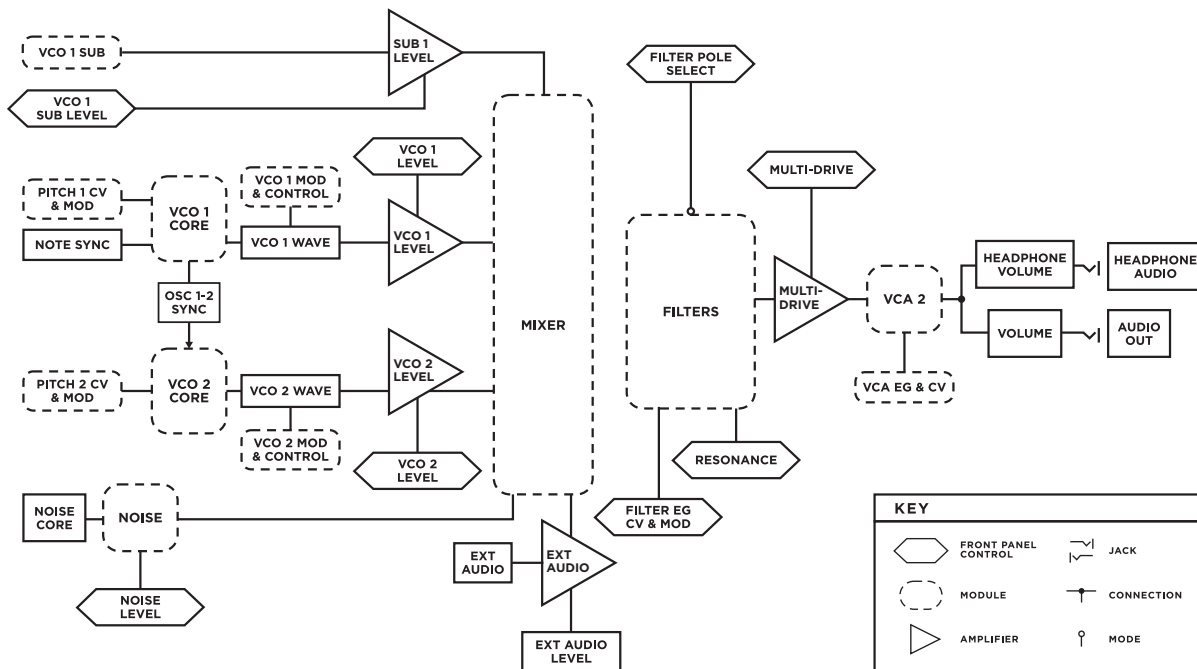 VCO 1 SUB
SUB 1
LEVEL
VCO 1
SUB LEVEL
FILTER POLE
SELECT
VCO 1
LEVEL
MULTI-DRIVE
PITCH 1 CV
& MOD
VCO 1
CORE
VCO 1 MOD
& CONTROL
NOTE SYNC
VCO 1 WAVE
VCO 1
LEVEL
OSC 1-2
SYNC
MIXER
FILTERS
MULTI-
DRIVE
VCA 2
HEADPHONE
VOLUME
HEADPHONE
AUDIO
VOLUME
AUDIO
OUT
VCA EG & CV
PITCH 2 CV
& MOD
VCO 2
CORE
VCO 2 WAVE
VCO 2
LEVEL
VCO 2 MOD
& CONTROL
VCO 2
LEVEL
RESONANCE
FILTER EG
CV & MOD
NOISE
CORE
NOISE
NOISE
LEVEL
EXT
AUDIO
EXT
AUDIO
EXT AUDIO
LEVEL
KEY
FRONT PANEL
CONTROL
JACK
MODULE
CONNECTION
AMPLIFIER
MODE